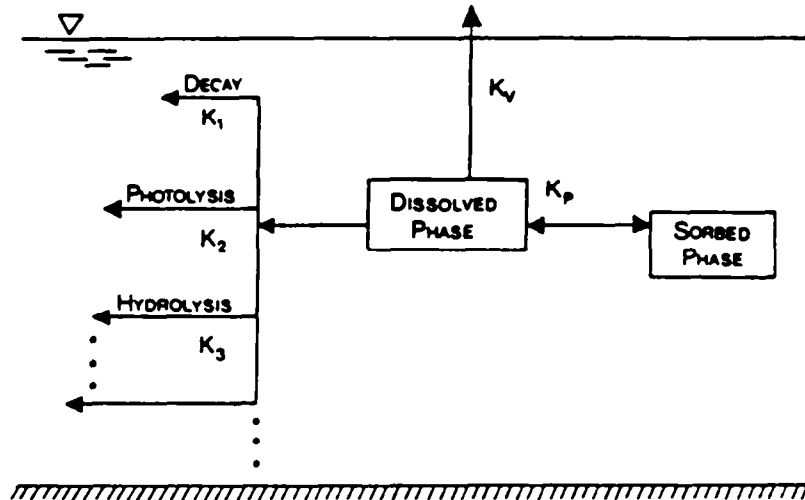 DECAY
K₁
Kᵥ
PHOTOLYSIS
K₂
DISSOLVED
PHASE
Kₚ
SORBED
PHASE
HYDROLYSIS
K₃